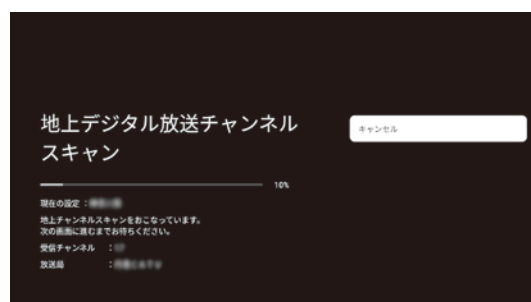 地上デジタル放送チャンネル
スキャン
キャンセル
10%
現在の設定 :
地上チャンネルスキャンをおこなっています。
次の画面に進むまでお待ちください。
受信チャンネル :
放送局 :